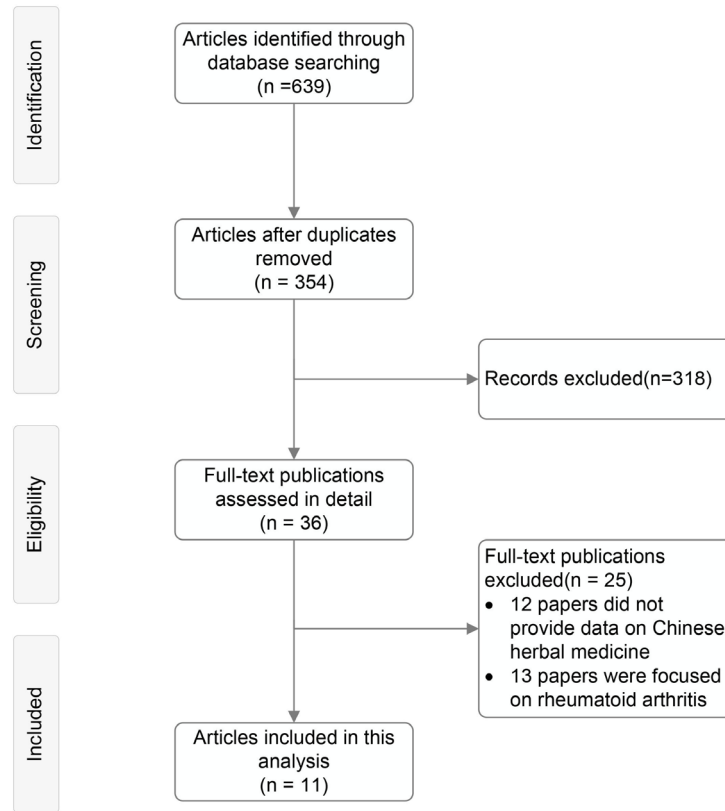 Identification
Articles identified through
database searching
(n =639)
Screening
Articles after duplicates
removed
(n = 354)
Records excluded(n=318)
Eligibility
Full-text publications
assessed in detail
(n = 36)
Full-text publications
excluded(n = 25)
• 12 papers did not
provide data on Chinese
herbal medicine
• 13 papers were focused
on rheumatoid arthritis
Included
Articles included in this
analysis
(n = 11)